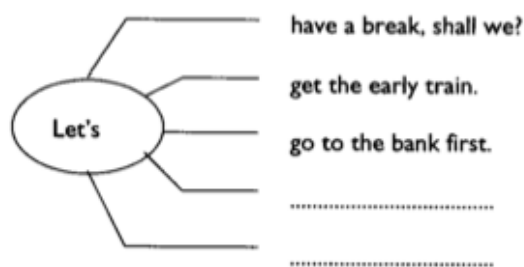 Let's
have a break, shall we?
get the early train.
go to the bank first.
................................
................................